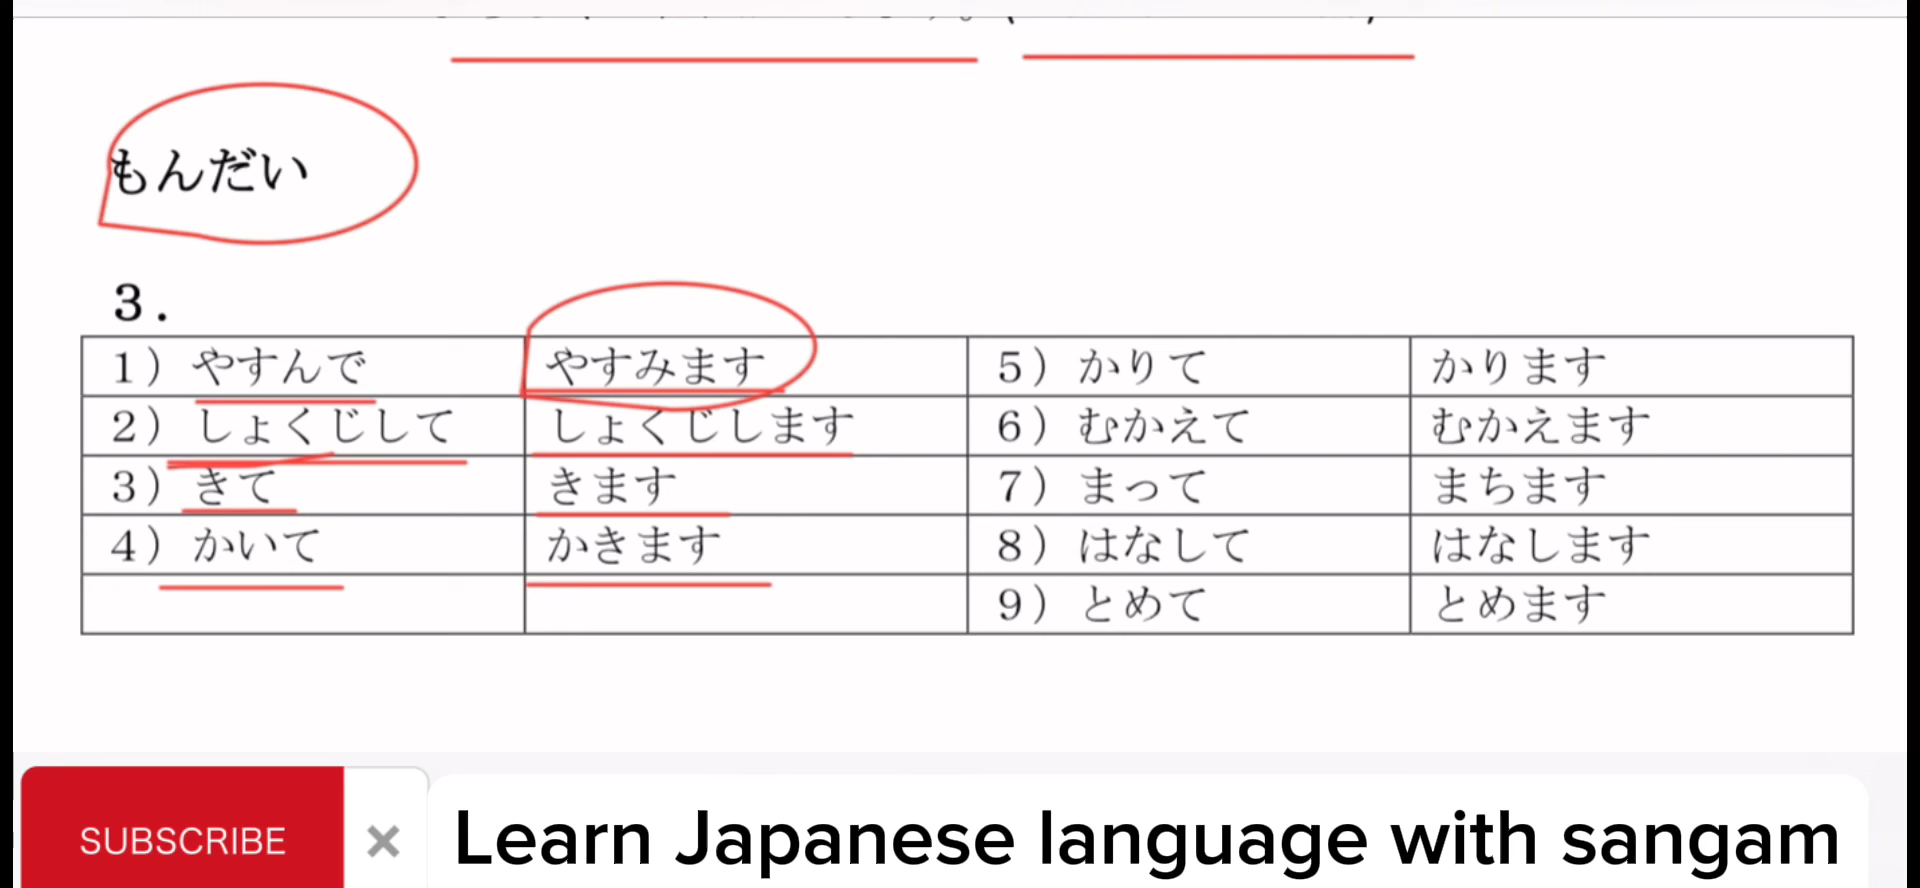 もんだい
3.
1）やすんで やすみます 5）かりて かります
2）しょくじして しょくじします 6）むかえて むかえます
3）きて きます 7）まって まちます
4）かいて かきます 8）はなして はなします
9）とめて とめます
SUBSCRIBE × Learn Japanese language with sangam